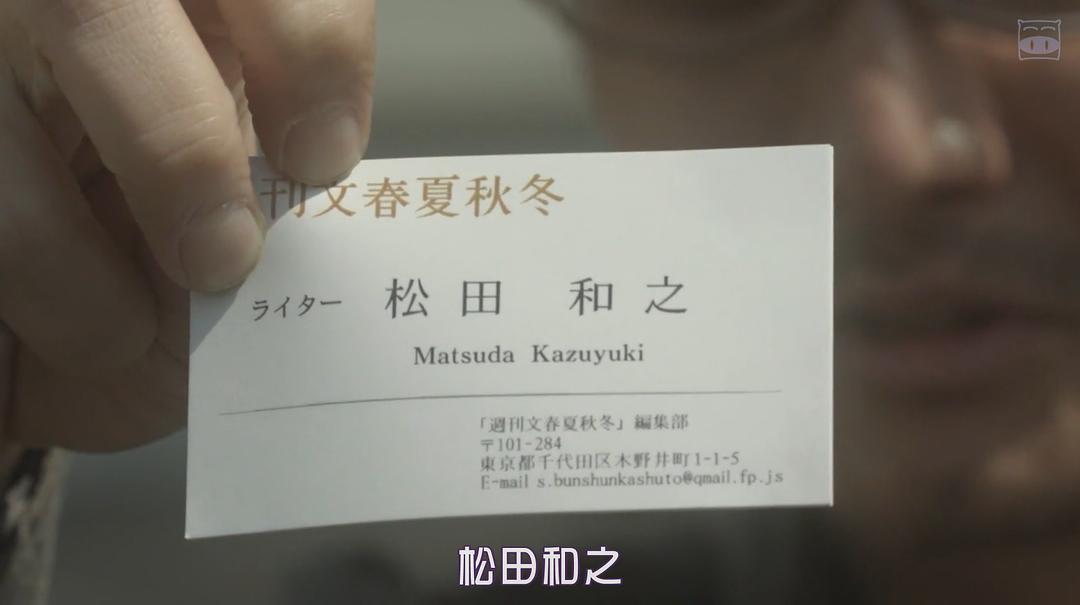 刊文春夏秋冬
ライター 松田 和之
Matsuda Kazuyuki
「週刊文春夏秋冬」編集部
〒101-284
東京都千代田区木野井町1-1-5
E-mail s.bunshunkashuto@qmail.fp.js
松田和之